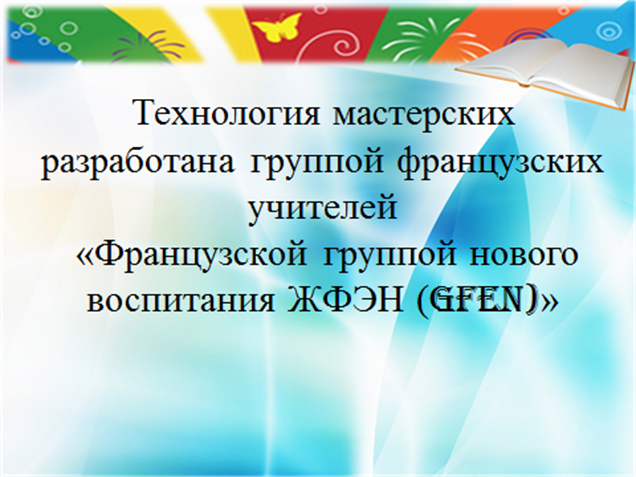 Технология мастерских
разработана группой французских
учителей
«Французской группой нового
воспитания ЖФЭН (GFEN)»